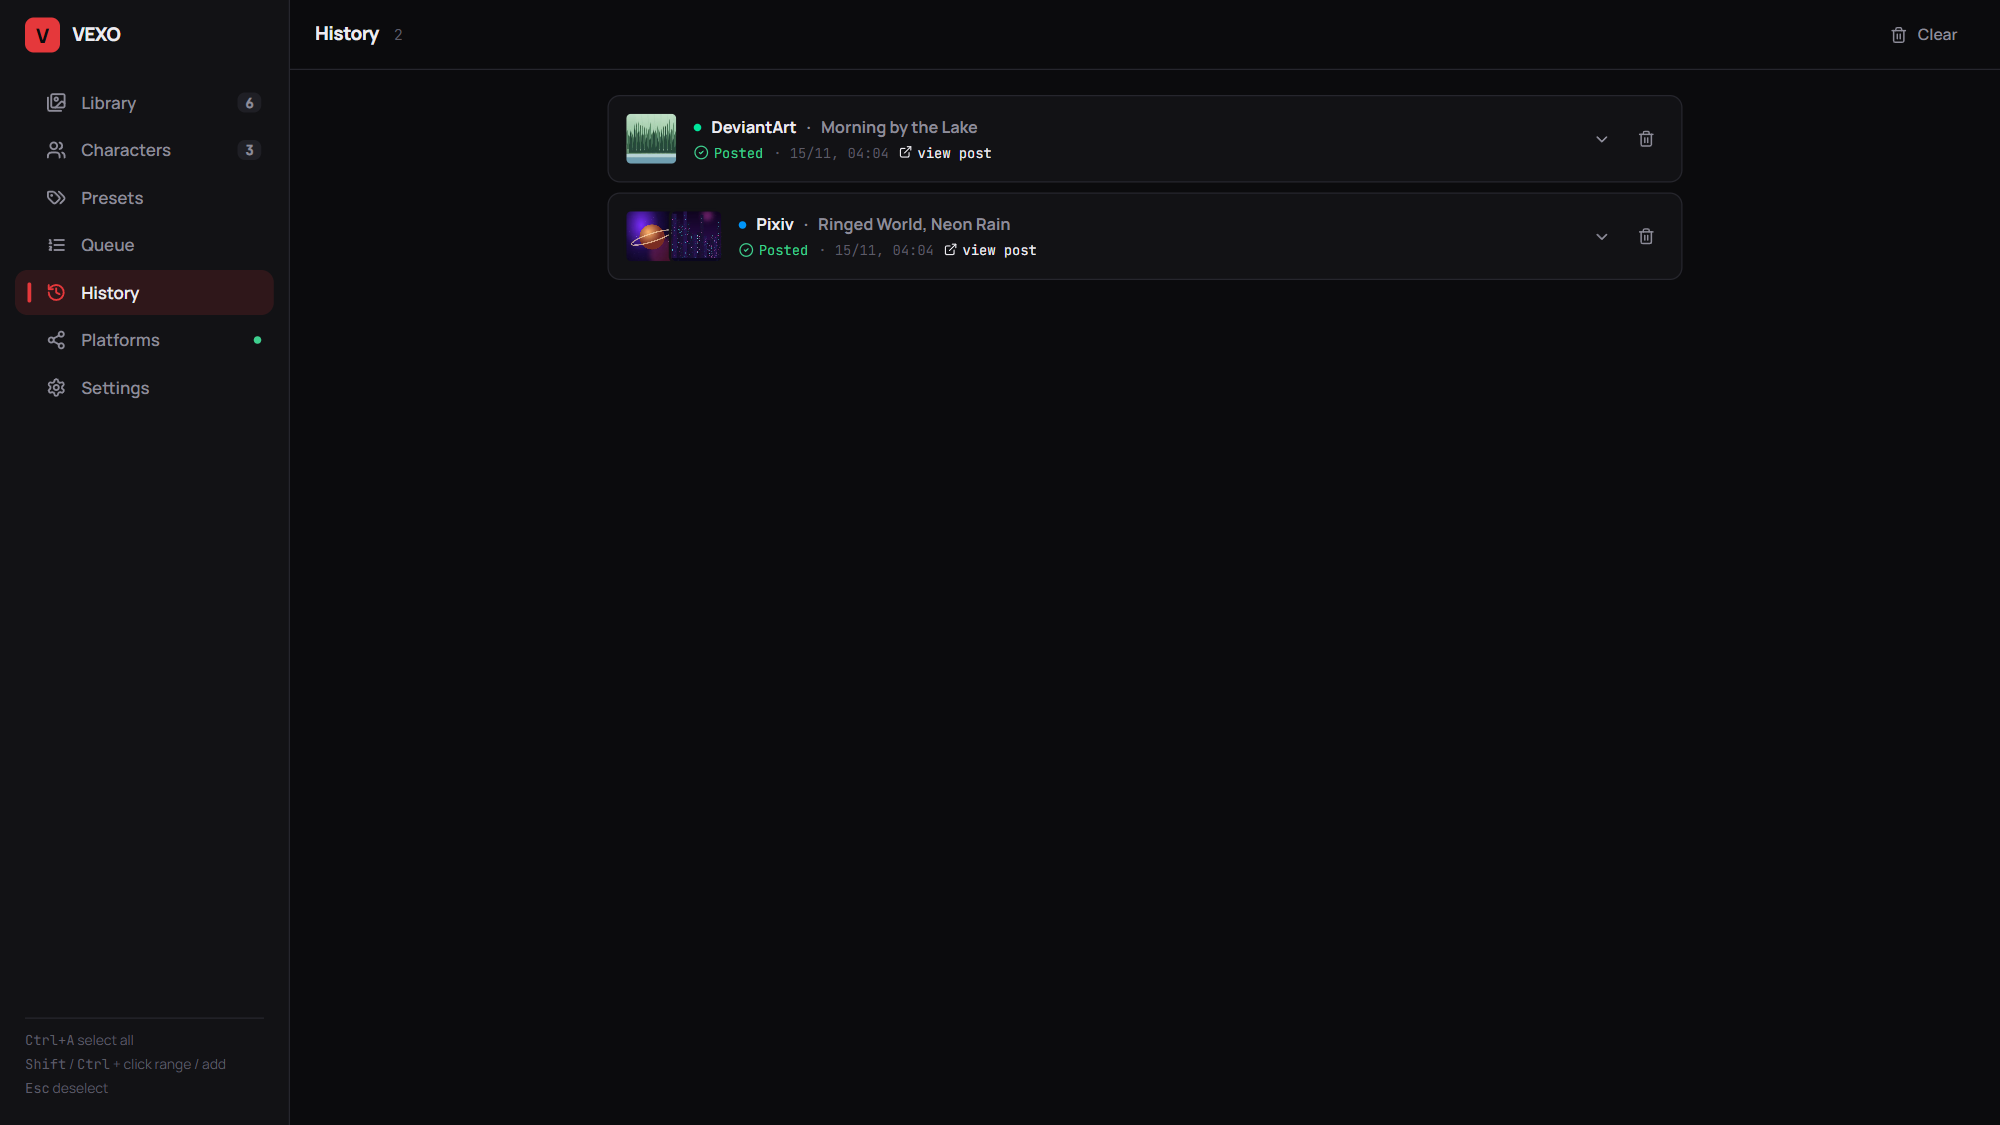 V VEXO
Library 6
Characters 3
Presets
Queue
History
Platforms
Settings
Ctrl+A select all
Shift / Ctrl + click range / add
Esc deselect
History 2
Clear
DeviantArt · Morning by the Lake
Posted · 15/11, 04:04 view post
Pixiv · Ringed World, Neon Rain
Posted · 15/11, 04:04 view post